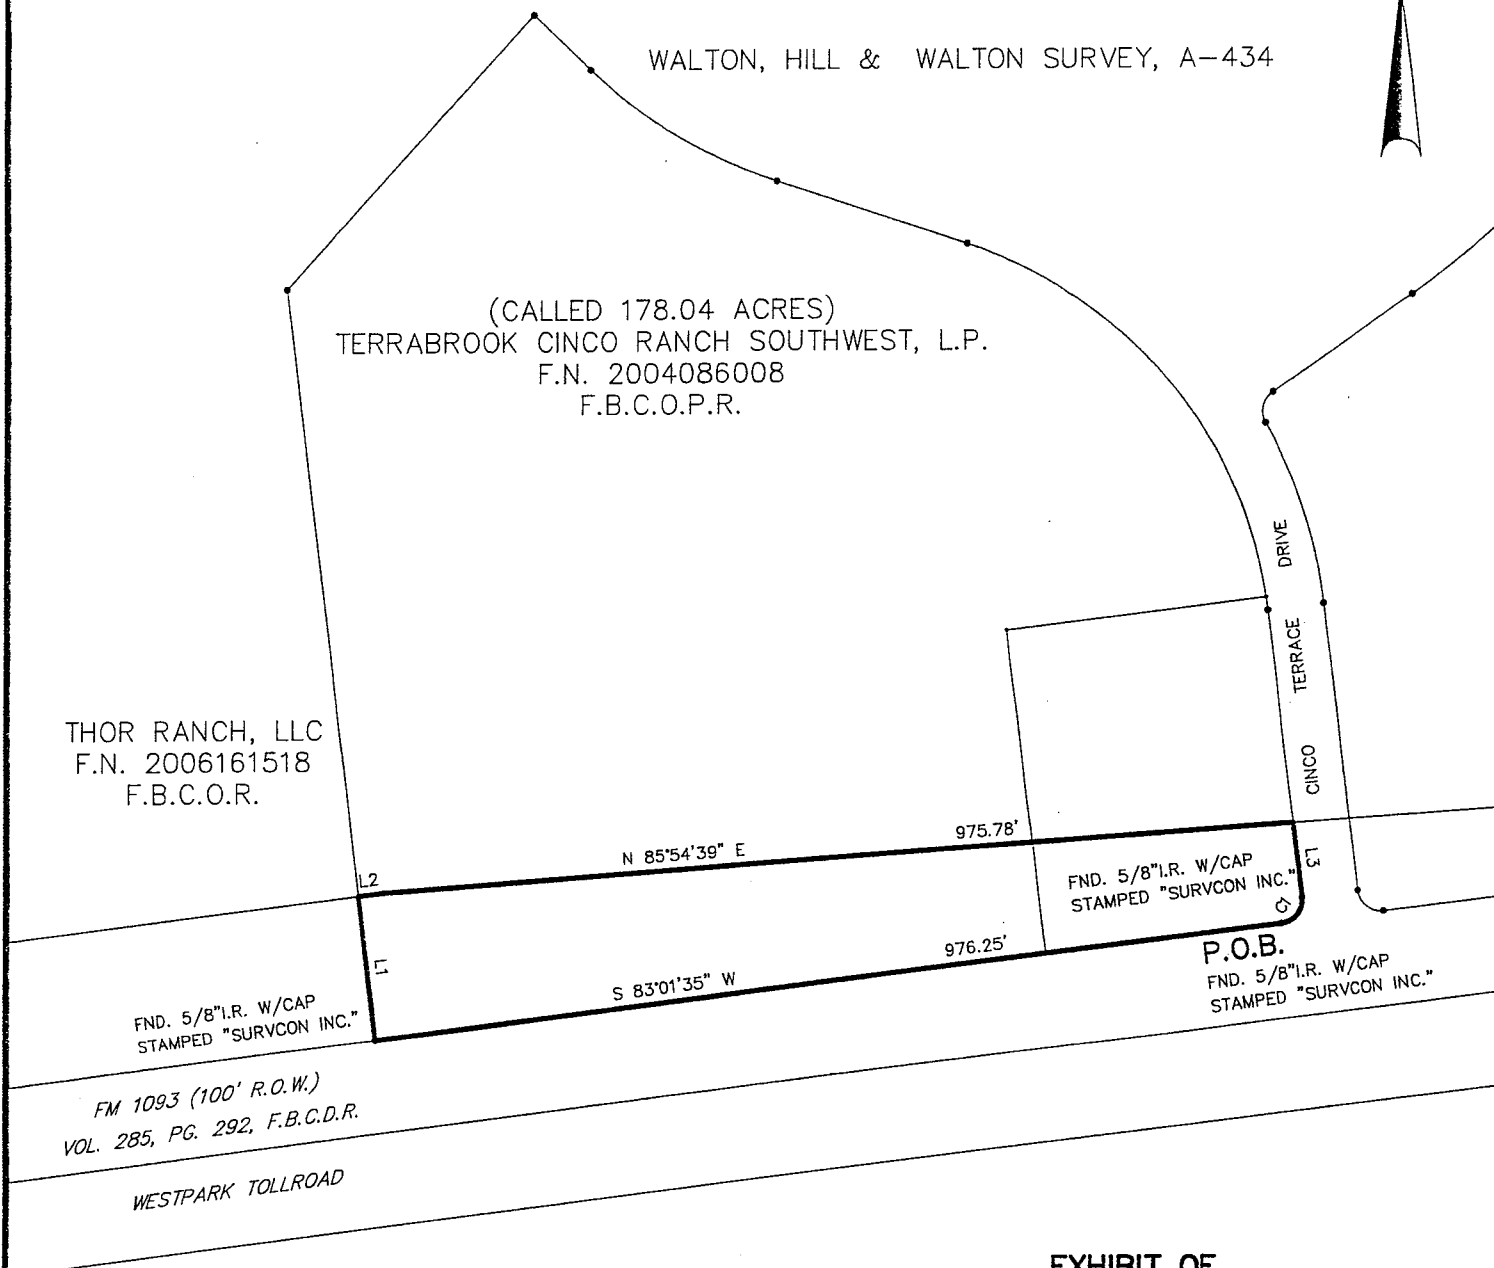 WALTON, HILL & WALTON SURVEY, A-434
(CALLED 178.04 ACRES)
TERRABROOK CINCO RANCH SOUTHWEST, L.P.
F.N. 2004086008
F.B.C.O.P.R.
DRIVE
TERRACE
CINCO
THOR RANCH, LLC
F.N. 2006161518
F.B.C.O.R.
N 85°54'39" E
975.78'
L2
L3
FND. 5/8"I.R. W/CAP
STAMPED "SURVCON INC."
L1
S 83°01'35" W
976.25'
P.O.B.
FND. 5/8"I.R. W/CAP
STAMPED "SURVCON INC."
FND. 5/8"I.R. W/CAP
STAMPED "SURVCON INC."
FM 1093 (100' R.O.W.)
VOL. 285, PG. 292, F.B.C.D.R.
WESTPARK TOLLROAD
EXHIBIT OF